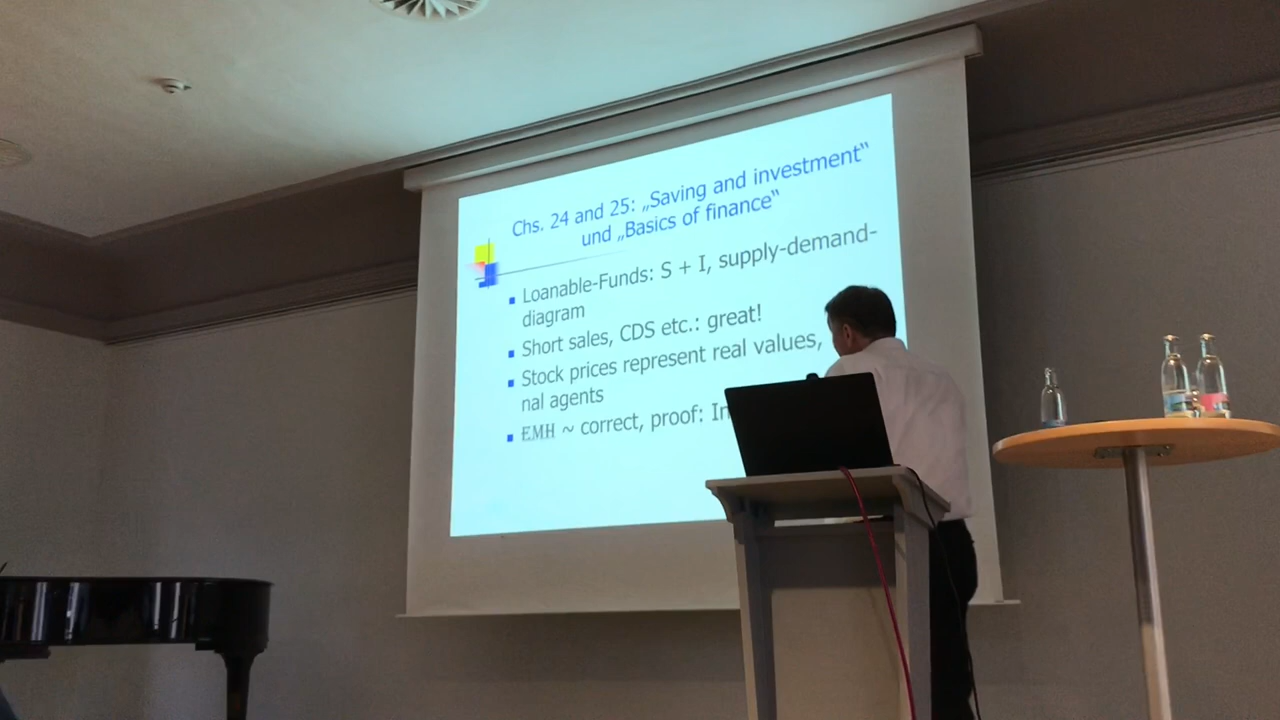 Chs. 24 and 25: „Saving and investment“
und „Basics of finance“
Loanable-Funds: S + I, supply-demand-
diagram
Short sales, CDS etc.: great!
Stock prices represent real values,
nal agents
EMH ~ correct, proof: